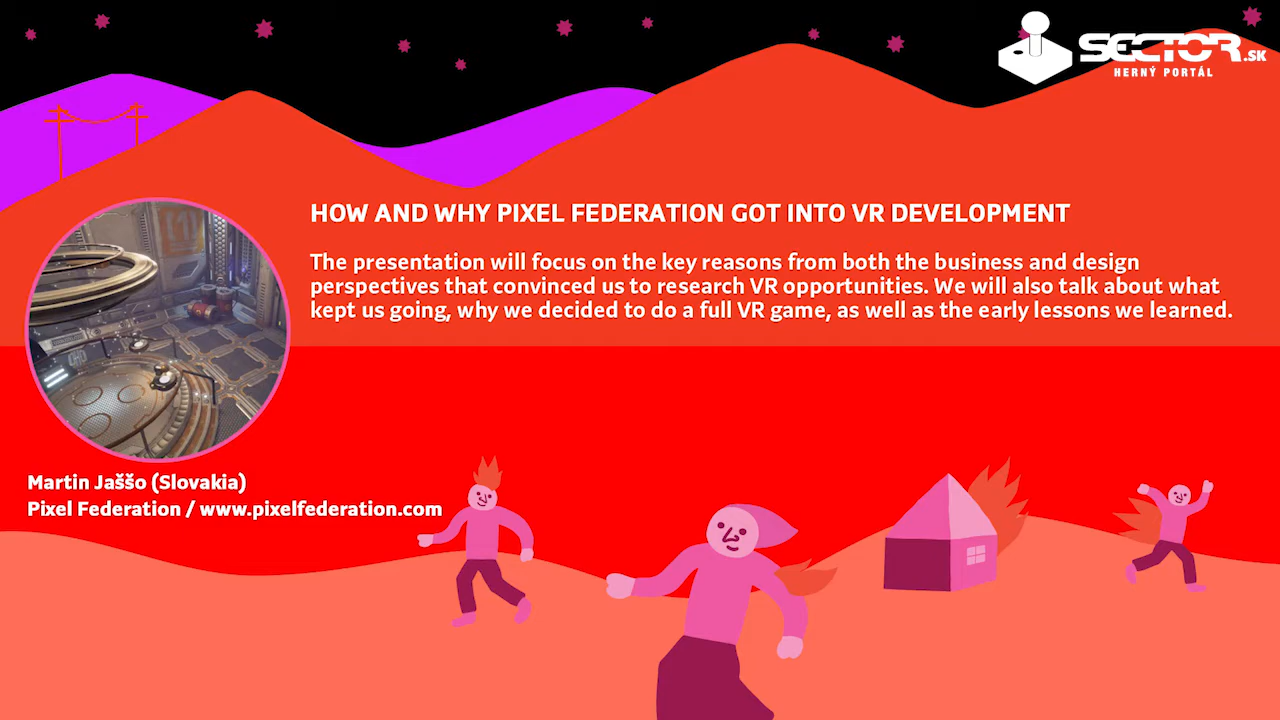 SECTOR.SK
HERNÝ PORTÁL
HOW AND WHY PIXEL FEDERATION GOT INTO VR DEVELOPMENT
The presentation will focus on the key reasons from both the business and design
perspectives that convinced us to research VR opportunities. We will also talk about what
kept us going, why we decided to do a full VR game, as well as the early lessons we learned.
Martin Jaššo (Slovakia)
Pixel Federation / www.pixelfederation.com